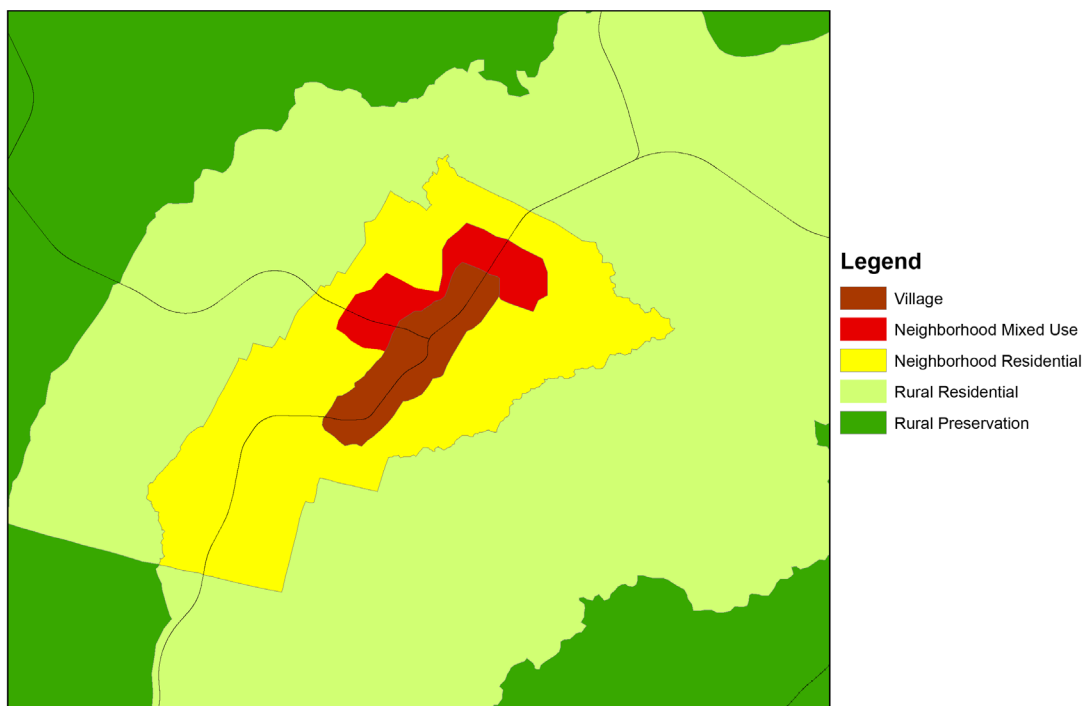 Legend
Village
Neighborhood Mixed Use
Neighborhood Residential
Rural Residential
Rural Preservation